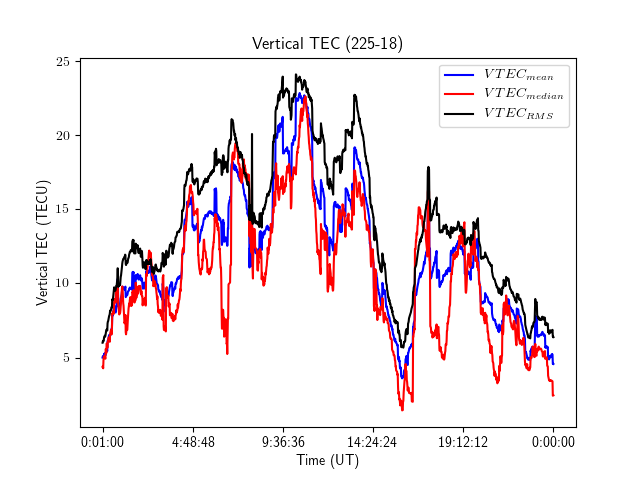 Vertical TEC (225-18)
VTEC_mean
VTEC_median
VTEC_RMS
Vertical TEC (TECU)
25
20
15
10
5
0:01:00 4:48:48 9:36:36 14:24:24 19:12:12 0:00:00
Time (UT)